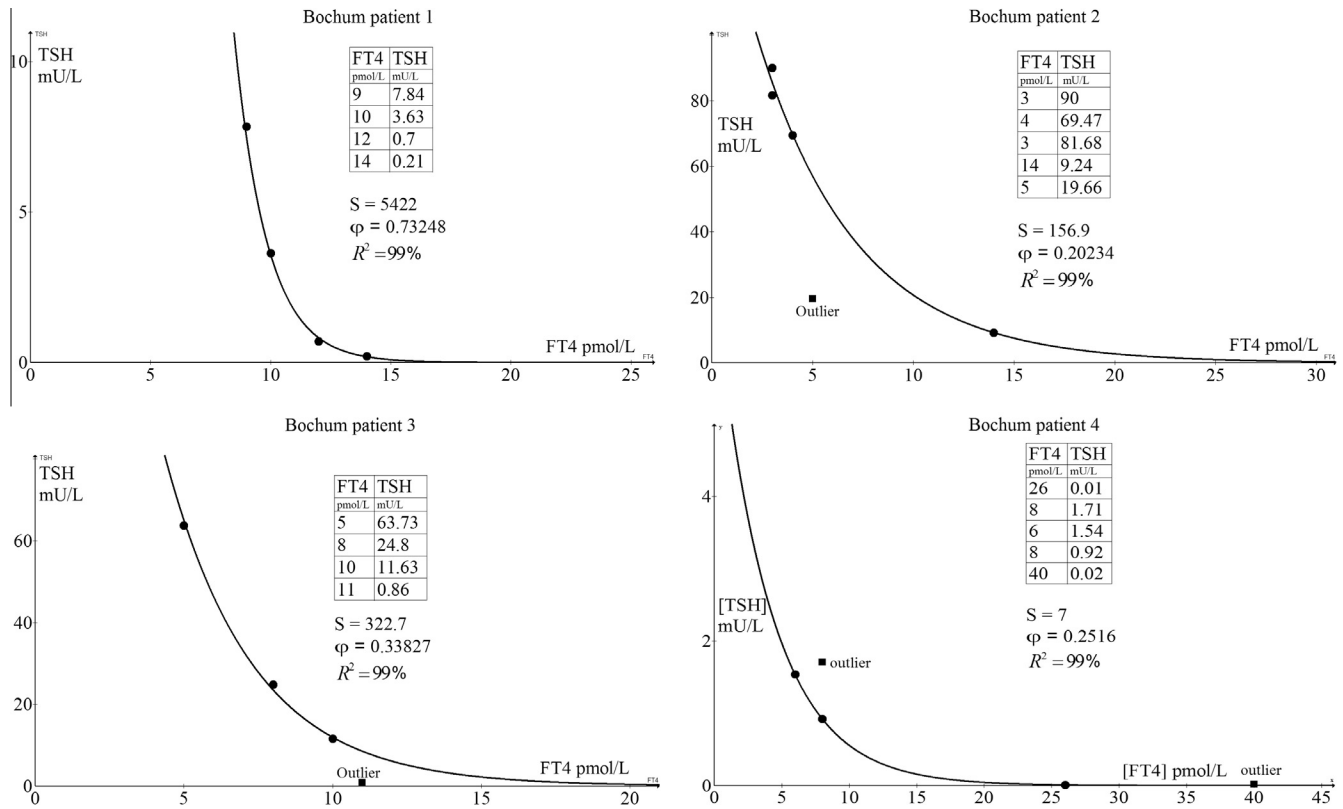 Bochum patient 1
TSH
TSH
mU/L
10
5
0
0 5 10 15 20 25
FT4 pmol/L
FT4
FT4 TSH
pmol/L mU/L
9 7.84
10 3.63
12 0.7
14 0.21
S = 5422
φ = 0.73248
R² =99%
Bochum patient 2
TSH
TSH
mU/L
80
60
40
20
0
0 5 10 15 20 25 30
Outlier
FT4 pmol/L
FT4
FT4 TSH
pmol/L mU/L
3 90
4 69.47
3 81.68
14 9.24
5 19.66
S = 156.9
φ = 0.20234
R² = 99%
Bochum patient 3
TSH
TSH
mU/L
60
40
20
0
0 5 10 15 20
Outlier
FT4 pmol/L
FT4
FT4 TSH
pmol/L mU/L
5 63.73
8 24.8
10 11.63
11 0.86
S = 322.7
φ = 0.33827
R² =99%
Bochum patient 4
y
4
[TSH]
mU/L
2
0
0 5 10 15 20 25 30 35 40 45
outlier
[FT4] pmol/L
outlier
x
FT4 TSH
pmol/L mU/L
26 0.01
8 1.71
6 1.54
8 0.92
40 0.02
S = 7
φ = 0.2516
R² = 99%